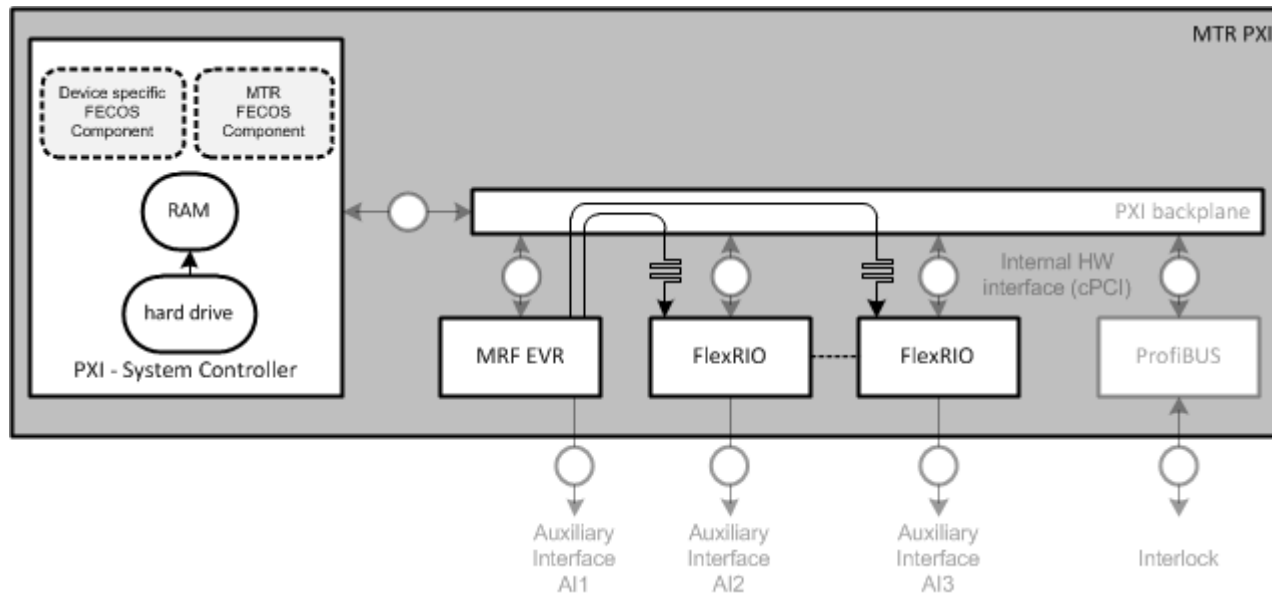 MTR PXI
Device specific
FECOS
Component
MTR
FECOS
Component
RAM
hard drive
PXI - System Controller
PXI backplane
Internal HW
interface (cPCI)
MRF EVR
FlexRIO
FlexRIO
ProfiBUS
Auxiliary
Interface
AI1
Auxiliary
Interface
AI2
Auxiliary
Interface
AI3
Interlock